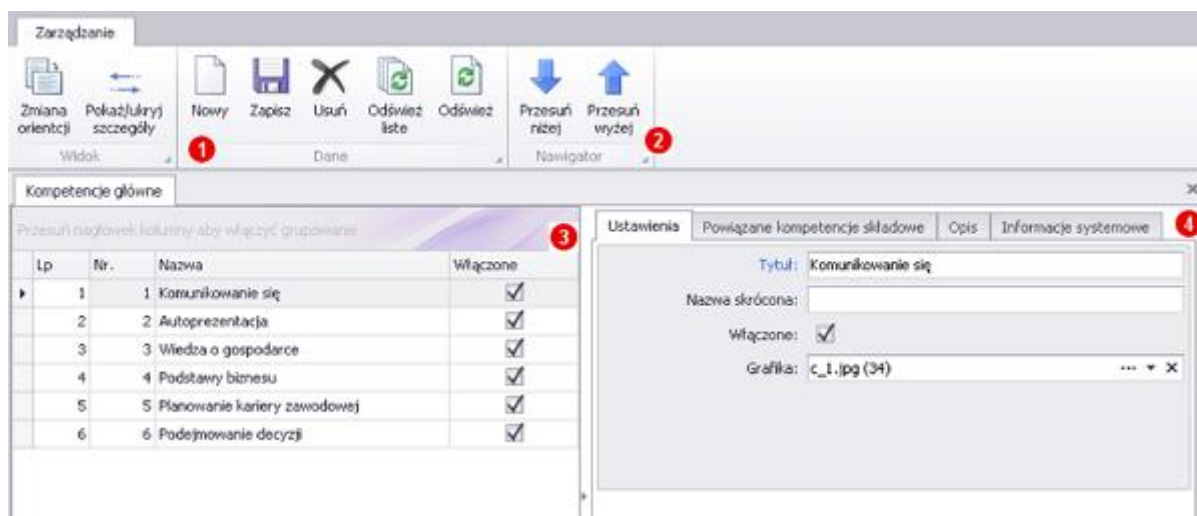 Zarządzanie
Zmiana orientcji
Pokaż/ukryj szczegóły
Nowy
Zapisz
Usuń
Odśwież liste
Odśwież
Przesuń niżej
Przesuń wyżej
Widok
1
Dane
Nawigator
2
Kompetencje główne
Przesuń nagłowek kolumny aby włączyć grupowanie
3
Lp Nr. Nazwa Włączone
1 1 Komunikowanie się
2 2 Autoprezentacja
3 3 Wiedza o gospodarce
4 4 Podstawy biznesu
5 5 Planowanie kariery zawodowej
6 6 Podejmowanie decyzji
Ustawienia Powiązane kompetencje składowe Opis Informacje systemowe 4
Tytuł: Komunikowanie się
Nazwa skrócona:
Włączone:
Grafika: c_1.jpg (34)